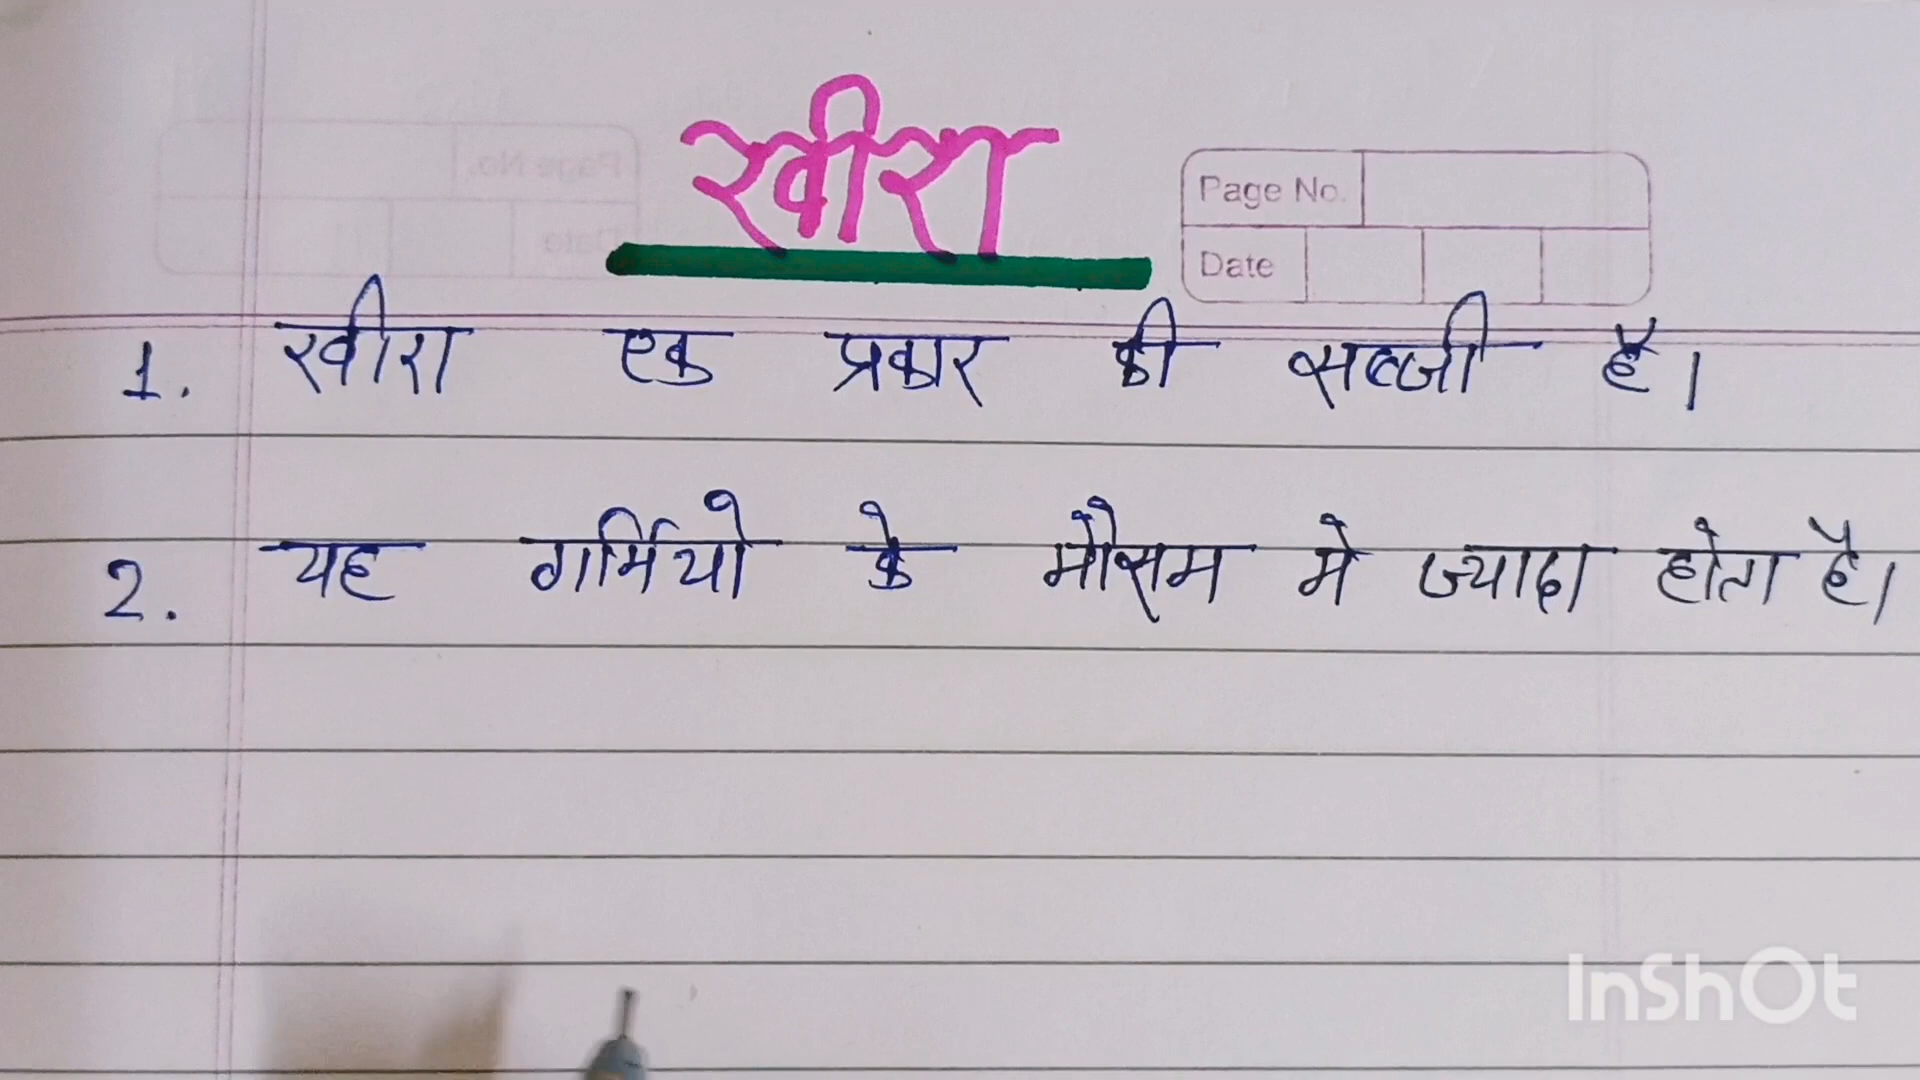 खीरा
Page No.
Date
1. खीरा एक प्रकार की सब्जी है।
2. यह गर्मियो के मौसम मे ज्यादा होता है।
InShOt